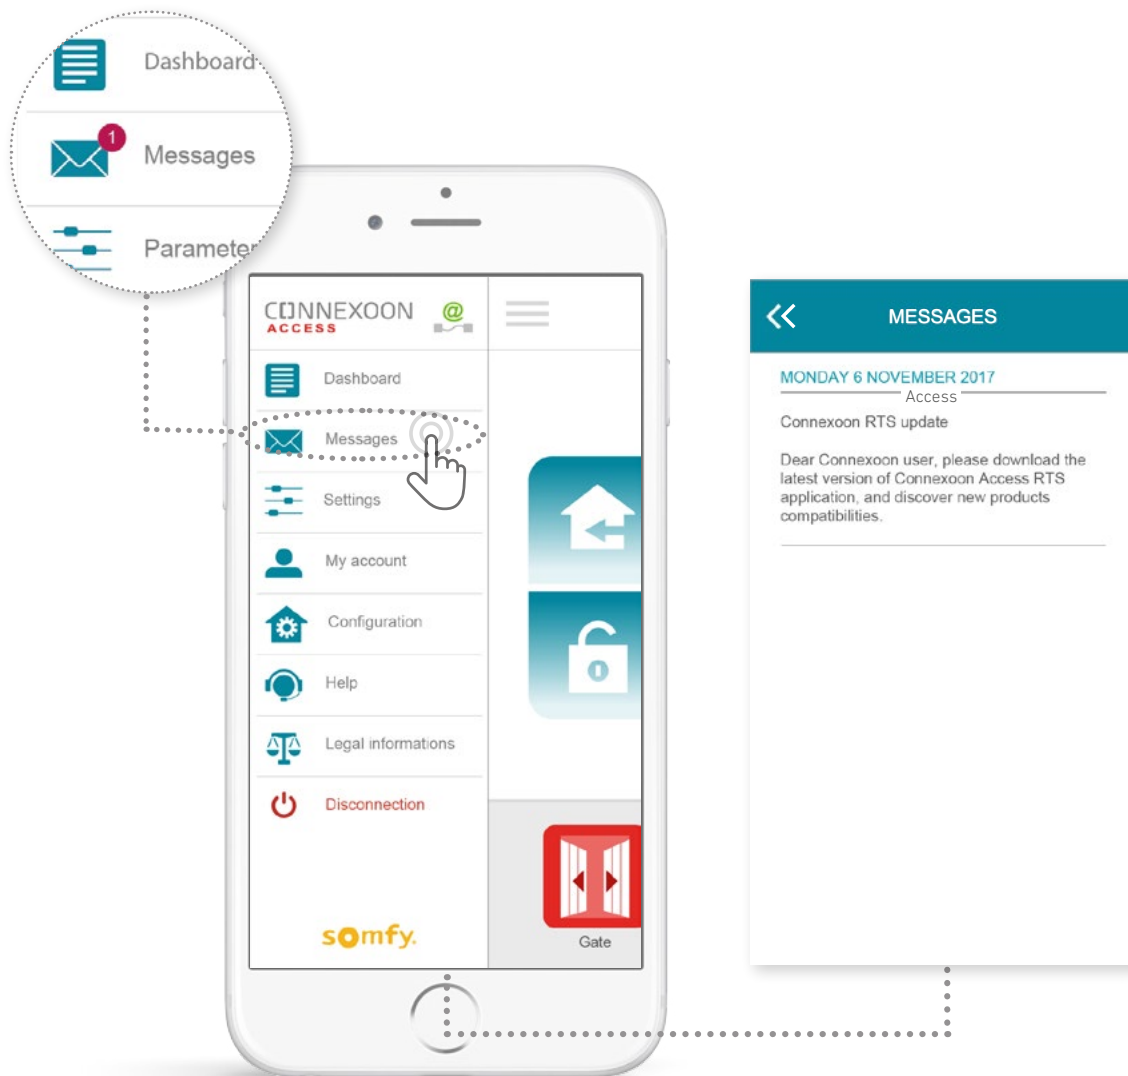 Dashboard
1
Messages
Parameter
CONNEXOON
ACCESS
@
Dashboard
Messages
Settings
My account
Configuration
Help
Legal informations
Disconnection
somfy.
Gate
MESSAGES
MONDAY 6 NOVEMBER 2017
Access
Connexoon RTS update
Dear Connexoon user, please download the
latest version of Connexoon Access RTS
application, and discover new products
compatibilities.